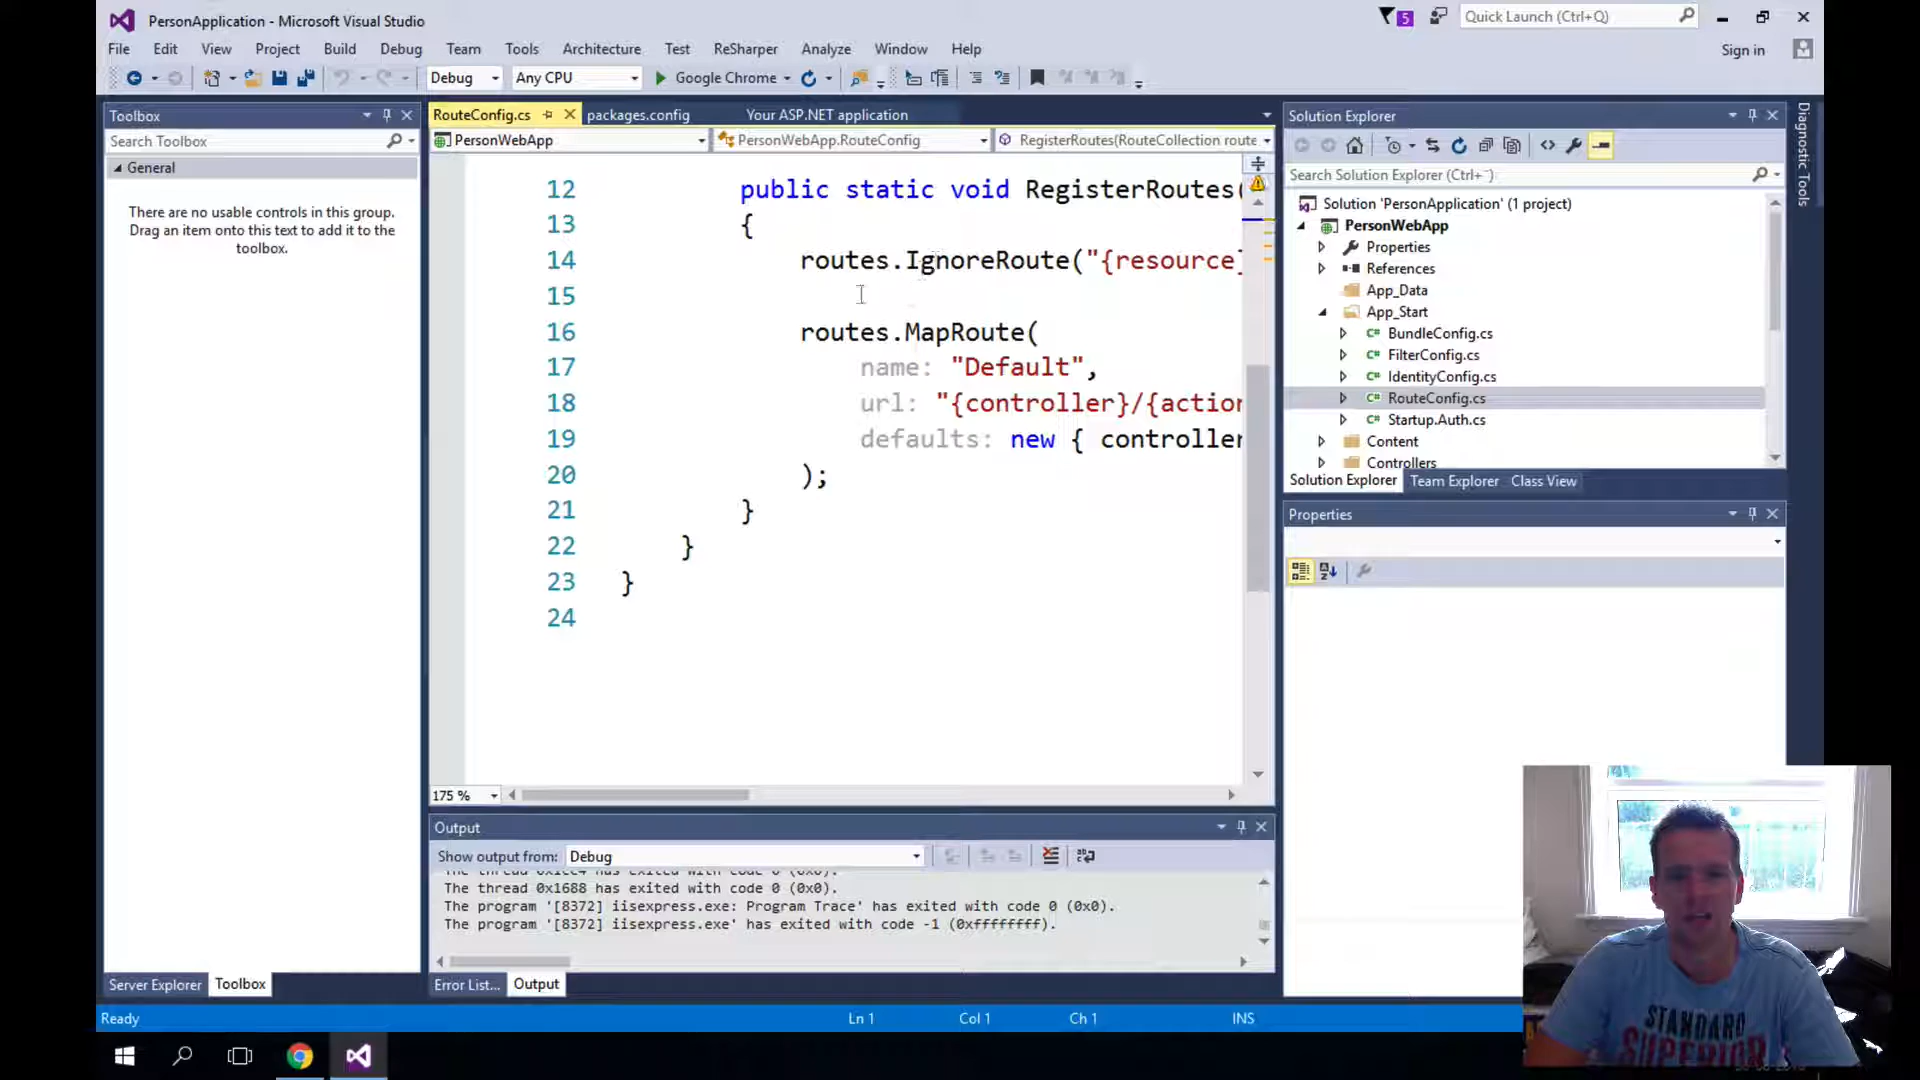 PersonApplication - Microsoft Visual Studio
5
Quick Launch (Ctrl+Q)
File Edit View Project Build Debug Team Tools Architecture Test ReSharper Analyze Window Help
Sign in
Debug Any CPU Google Chrome
Toolbox
Search Toolbox
General
There are no usable controls in this group.
Drag an item onto this text to add it to the
toolbox.
RouteConfig.cs packages.config Your ASP.NET application
PersonWebApp PersonWebApp.RouteConfig RegisterRoutes(RouteCollection route
12 public static void RegisterRoutes(
13 {
14 routes.IgnoreRoute("{resource}
15
16 routes.MapRoute(
17 name: "Default",
18 url: "{controller}/{action
19 defaults: new { controller
20 );
21 }
22 }
23 }
24
175 %
Output
Show output from: Debug
The thread 0x1688 has exited with code 0 (0x0).
The program '[8372] iisexpress.exe: Program Trace' has exited with code 0 (0x0).
The program '[8372] iisexpress.exe' has exited with code -1 (0xffffffff).
Server Explorer Toolbox
Error List... Output
Solution Explorer
Search Solution Explorer (Ctrl+¨)
Solution 'PersonApplication' (1 project)
PersonWebApp
Properties
References
App_Data
App_Start
BundleConfig.cs
FilterConfig.cs
IdentityConfig.cs
RouteConfig.cs
Startup.Auth.cs
Content
Controllers
Solution Explorer Team Explorer Class View
Properties
Diagnostic Tools
Ready Ln 1 Col 1 Ch 1 INS
STANDARD
SUPERIOR